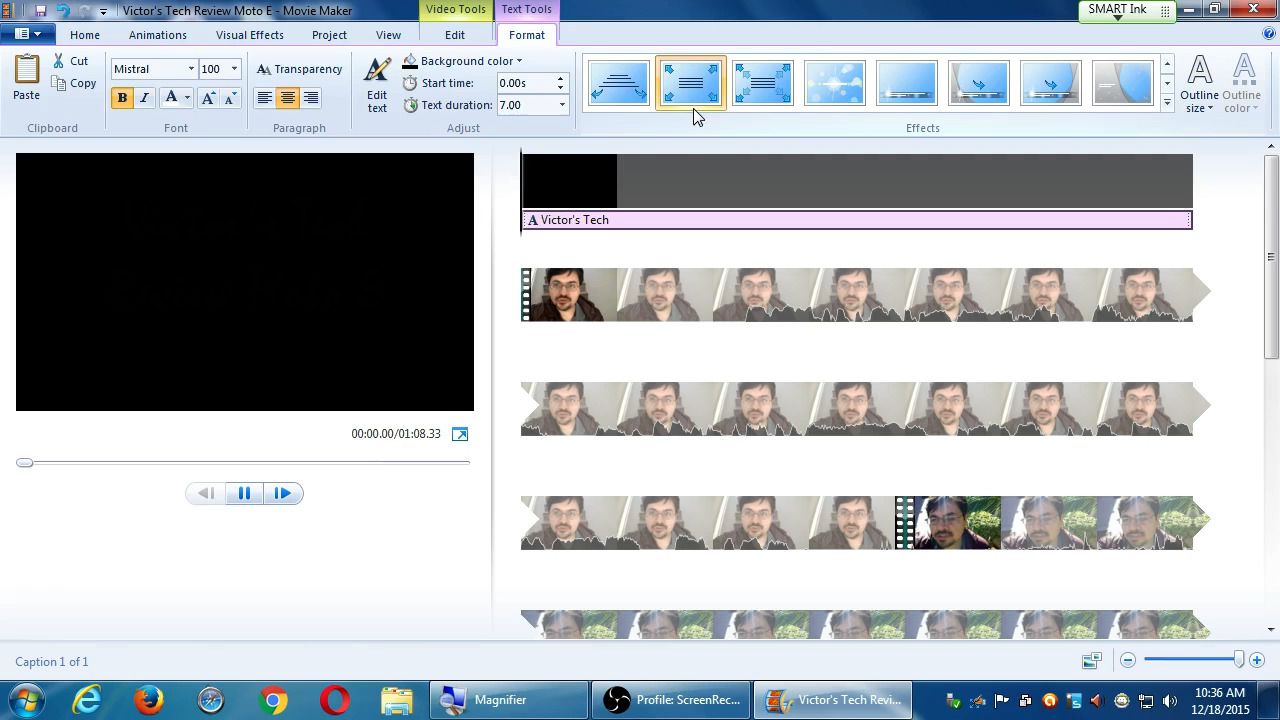 Victor's Tech Review Moto E - Movie Maker
Video Tools
Text Tools
SMART Ink
Home
Animations
Visual Effects
Project
View
Edit
Format
Paste
Cut
Copy
Clipboard
Mistral
100
Font
Transparency
Paragraph
Edit text
Background color
Start time:
0.00s
Text duration:
7.00
Adjust
Effects
Outline size
Outline color
Victor's Tech
00:00.00/01:08.33
Caption 1 of 1
Magnifier
Profile: ScreenRec...
Victor's Tech Revi...
10:36 AM
12/18/2015